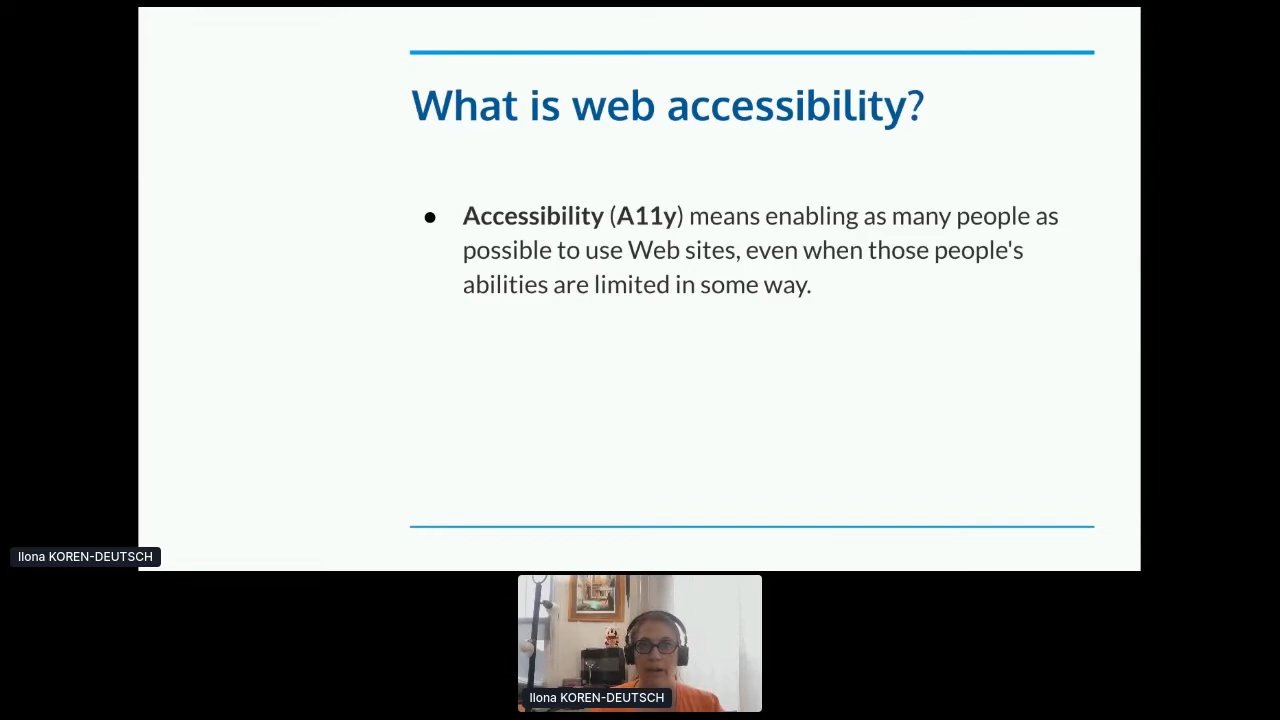 What is web accessibility?
● Accessibility (A11y) means enabling as many people as
possible to use Web sites, even when those people's
abilities are limited in some way.
Ilona KOREN-DEUTSCH
Ilona KOREN-DEUTSCH